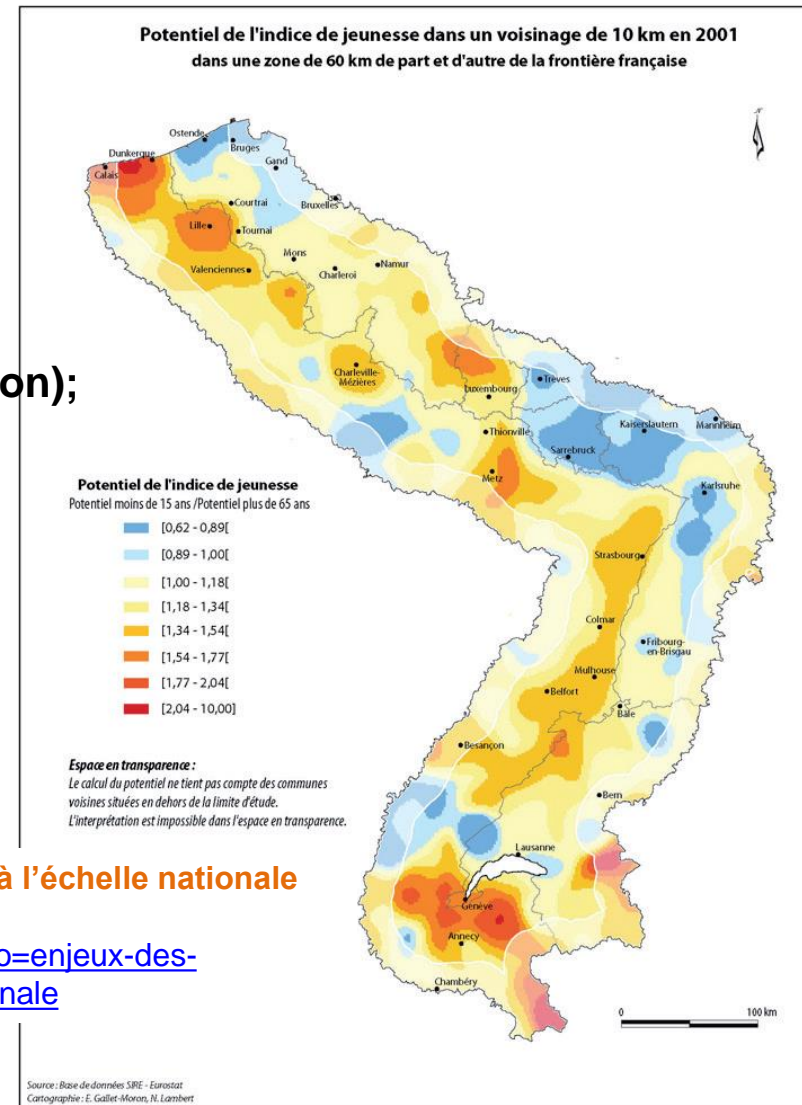 Potentiel de l'indice de jeunesse dans un voisinage de 10 km en 2001
dans une zone de 60 km de part et d'autre de la frontière française
Ostende
Bruges
Dunkerque
Gand
Calais
Courtrai
Bruxelles
Lille
Tournai
Mons
Namur
Valenciennes
Charleroi
on);
Charleville-
Mézières
Luxembourg
Treves
Kaiserslautern
Mannheim
Thionville
Sarrebruck
Metz
Karlsruhe
Potentiel de l'indice de jeunesse
Potentiel moins de 15 ans /Potentiel plus de 65 ans
[0,62 - 0,89[
[0,89 - 1,00[
[1,00 - 1,18[
[1,18 - 1,34[
[1,34 - 1,54[
[1,54 - 1,77[
[1,77 - 2,04[
[2,04 - 10,00]
Strasbourg
Colmar
Fribourg-
en-Brisgau
Mulhouse
Belfort
Bâle
Besançon
Bern
Espace en transparence :
Le calcul du potentiel ne tient pas compte des communes
voisines situées en dehors de la limite d'étude.
L'interprétation est impossible dans l'espace en transparence.
Lausanne
à l'échelle nationale
Genève
Annecy
o=enjeux-des-
nale
Chambéry
0 100 km
Source : Base de données SIRE - Eurostat
Cartographie : E. Gallet-Moron, N. Lambert